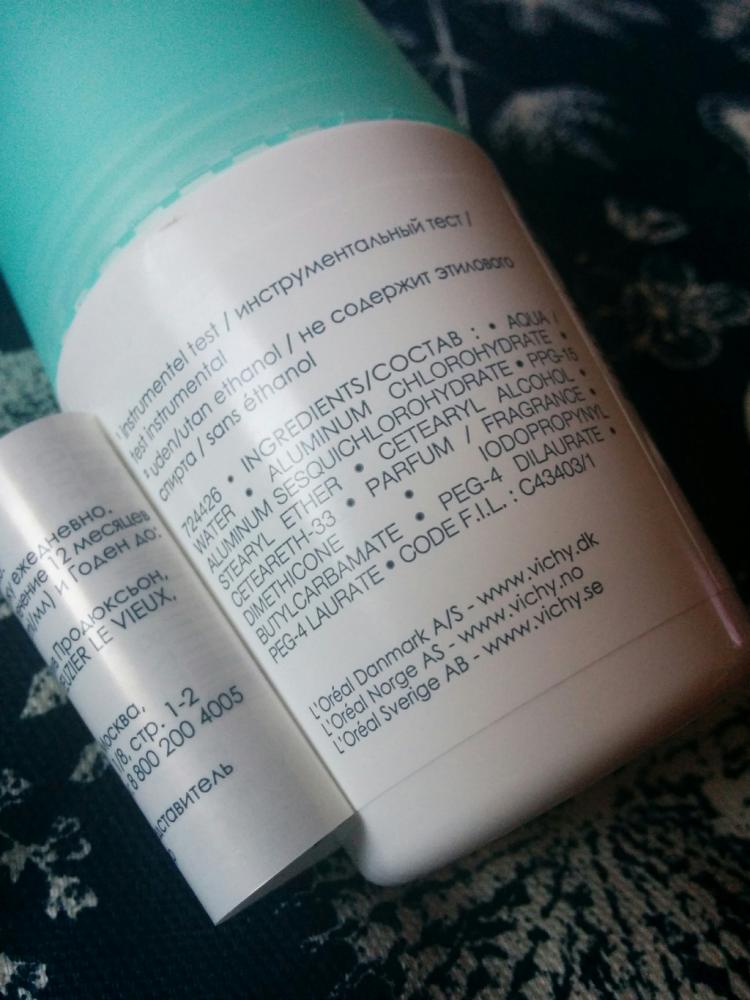 instrumentel test / инструментальный тест /
test instrumental
uden/utan ethanol / не содержит этилового
спирта / sans éthanol
724426 • INGREDIENTS/СОСТАВ : • AQUA /
WATER • ALUMINUM CHLOROHYDRATE •
ALUMINUM SESQUICHLOROHYDRATE • PPG-15
STEARYL ETHER • CETEARYL ALCOHOL •
CETEARETH-33 • PARFUM / FRAGRANCE •
DIMETHICONE • IODOPROPYNYL
BUTYLCARBAMATE • PEG-4 DILAURATE •
PEG-4 LAURATE • CODE F.I.L. : C43403/1
L'Oréal Danmark A/S - www.vichy.dk
L'Oréal Norge AS - www.vichy.no
L'Oréal Sverige AB - www.vichy.se
ежедневно.
12 месяцев
и Годен до:
Продюксьон,
LE VIEUX,
стр. 1-2
8 800 200 4005